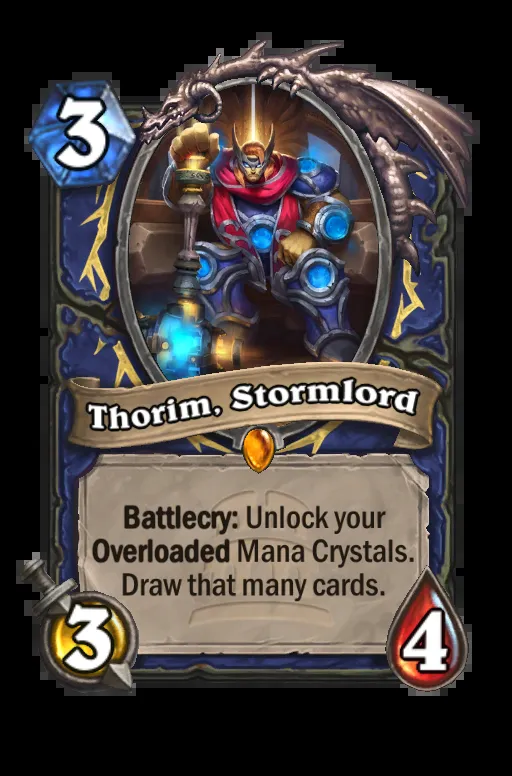 3
Thorim, Stormlord
Battlecry: Unlock your
Overloaded Mana Crystals.
Draw that many cards.
3
4